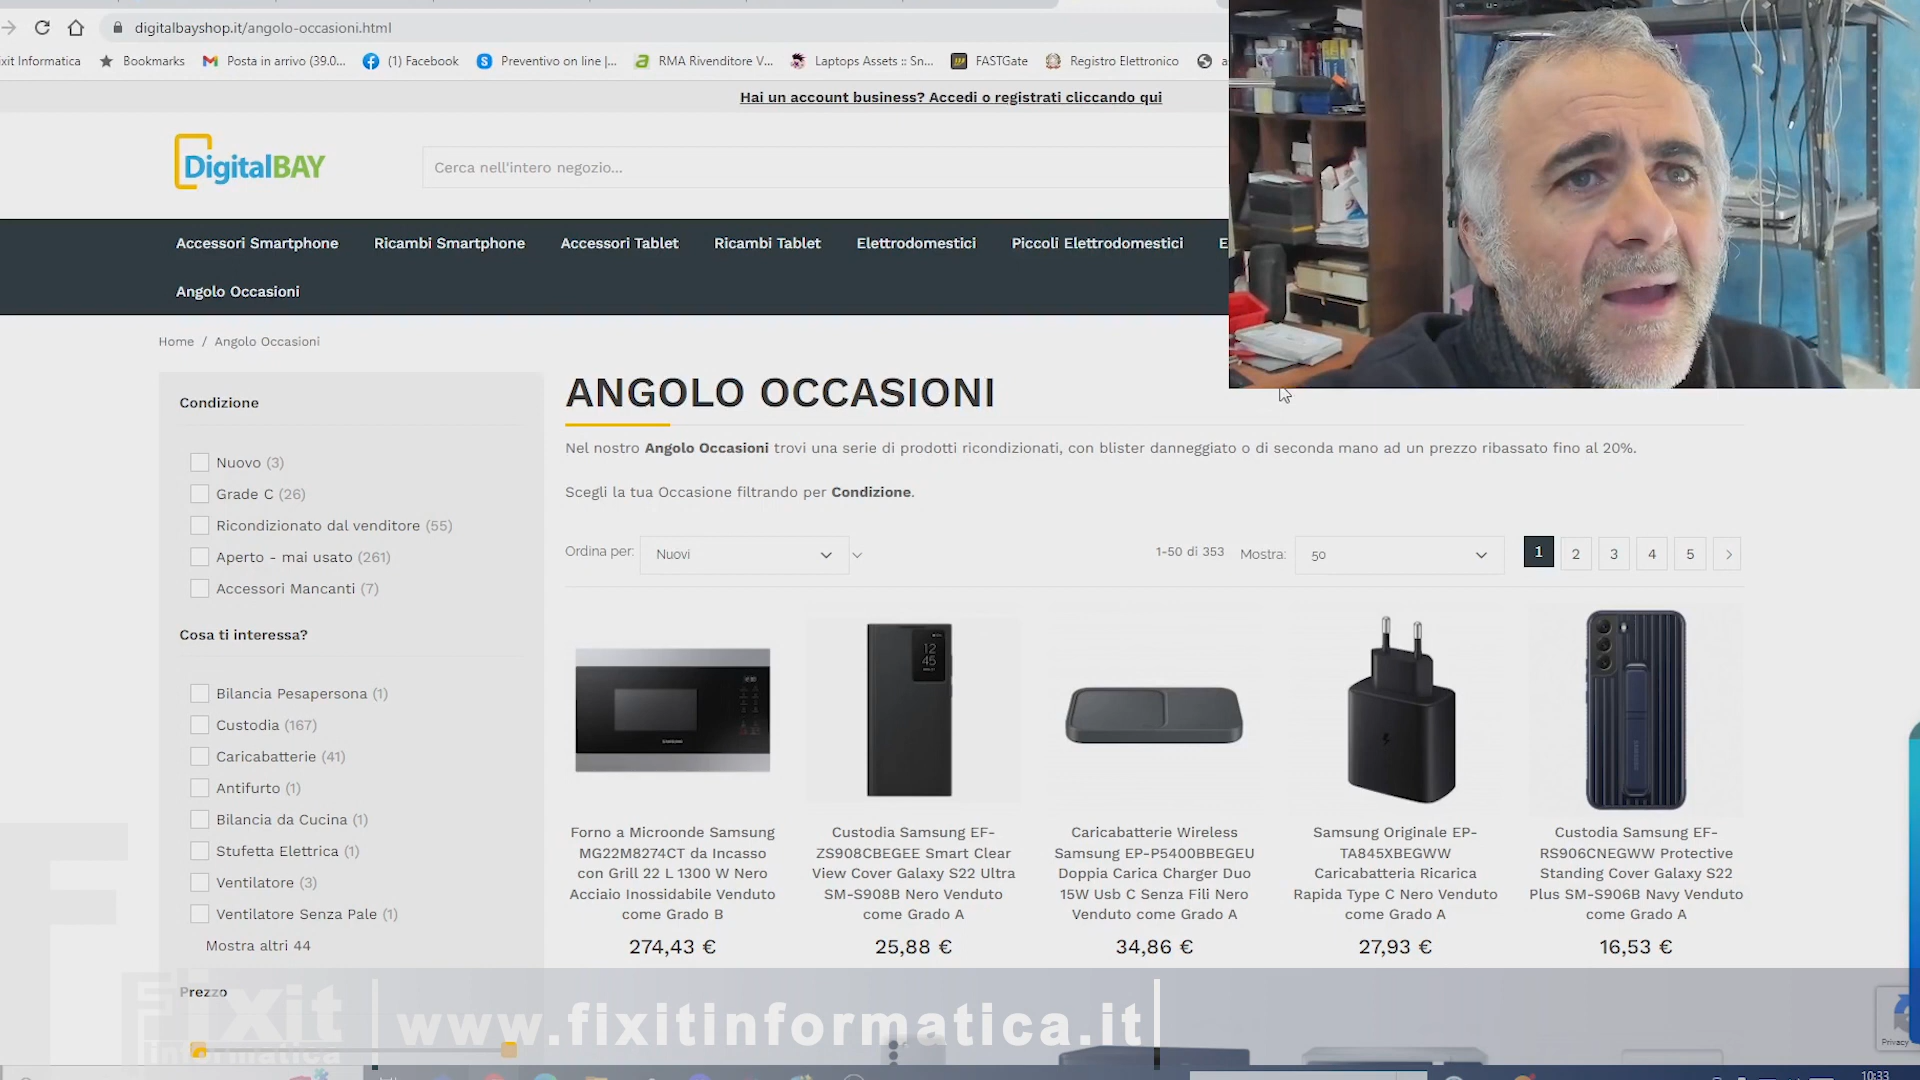 digitalbayshop.it/angolo-occasioni.html
xit Informatica
Bookmarks
Posta in arrivo (39.0...
(1) Facebook
Preventivo on line |...
RMA Rivenditore V...
Laptops Assets :: Sn...
FASTGate
Registro Elettronico
Hai un account business? Accedi o registrati cliccando qui
DigitalBAY
Cerca nell'intero negozio...
Accessori Smartphone
Ricambi Smartphone
Accessori Tablet
Ricambi Tablet
Elettrodomestici
Piccoli Elettrodomestici
E
Angolo Occasioni
Home / Angolo Occasioni
Condizione
Nuovo (3)
Grade C (26)
Ricondizionato dal venditore (55)
Aperto - mai usato (261)
Accessori Mancanti (7)
Cosa ti interessa?
Bilancia Pesapersona (1)
Custodia (167)
Caricabatterie (41)
Antifurto (1)
Bilancia da Cucina (1)
Stufetta Elettrica (1)
Ventilatore (3)
Ventilatore Senza Pale (1)
Mostra altri 44
Prezzo
ANGOLO OCCASIONI
Nel nostro Angolo Occasioni trovi una serie di prodotti ricondizionati, con blister danneggiato o di seconda mano ad un prezzo ribassato fino al 20%.
Scegli la tua Occasione filtrando per Condizione.
Ordina per: Nuovi
1-50 di 353 Mostra: 50
1 2 3 4 5
SAMSUNG
12
45
SAMSUNG
Forno a Microonde Samsung
MG22M8274CT da Incasso
con Grill 22 L 1300 W Nero
Acciaio Inossidabile Venduto
come Grado B
274,43 €
Custodia Samsung EF-
ZS908CBEGEE Smart Clear
View Cover Galaxy S22 Ultra
SM-S908B Nero Venduto
come Grado A
25,88 €
Caricabatterie Wireless
Samsung EP-P5400BBEGEU
Doppia Carica Charger Duo
15W Usb C Senza Fili Nero
Venduto come Grado A
34,86 €
Samsung Originale EP-
TA845XBEGWW
Caricabatteria Ricarica
Rapida Type C Nero Venduto
come Grado A
27,93 €
Custodia Samsung EF-
RS906CNEGWW Protective
Standing Cover Galaxy S22
Plus SM-S906B Navy Venduto
come Grado A
16,53 €
Fixit
informatica
www.fixitinformatica.it
Privacy
10:33